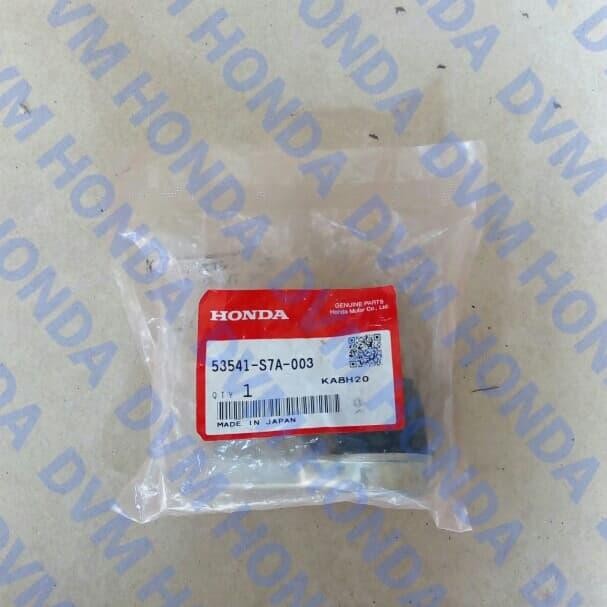 DVM HONDA
GENUINE PARTS
HONDA
Honda Motor Co., Ltd.
53541-S7A-003
KABH20
QTY 1
MADE IN JAPAN